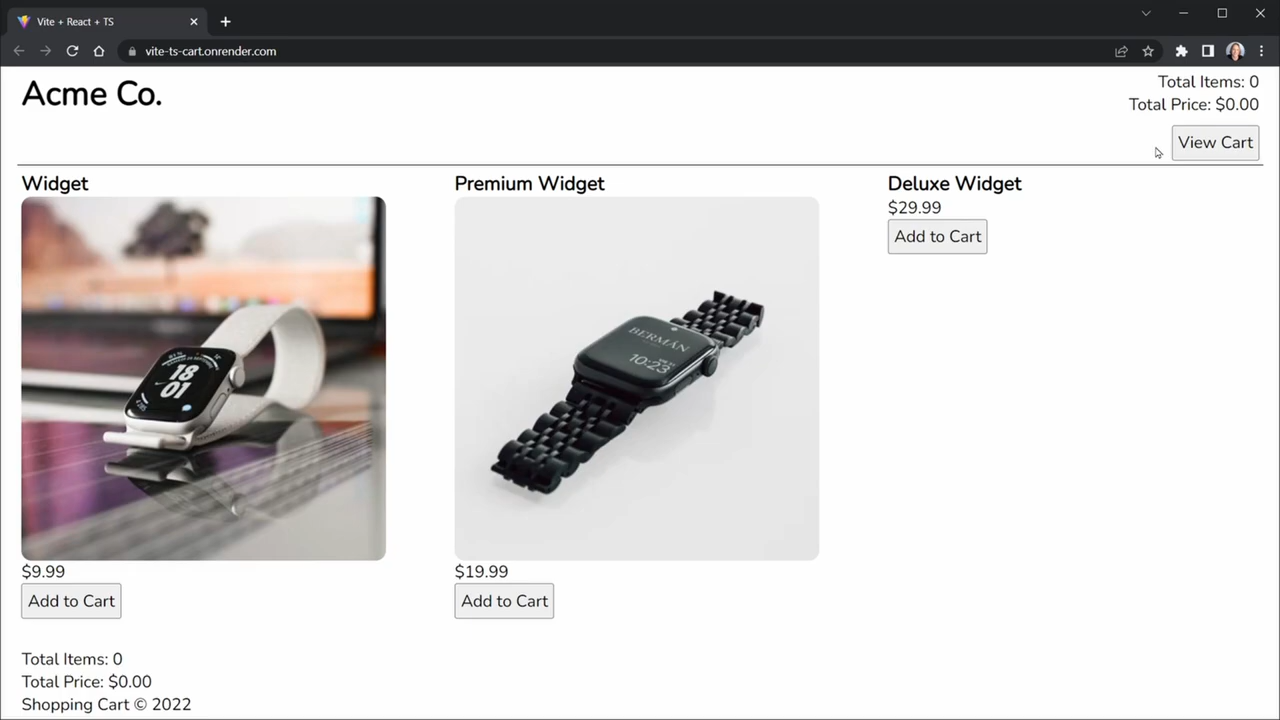 Vite + React + TS
vite-ts-cart.onrender.com
Acme Co.
Total Items: 0
Total Price: $0.00
View Cart
Widget
18
01
$9.99
Add to Cart
Premium Widget
BERMÁN
10:23
$19.99
Add to Cart
Deluxe Widget
$29.99
Add to Cart
Total Items: 0
Total Price: $0.00
Shopping Cart © 2022